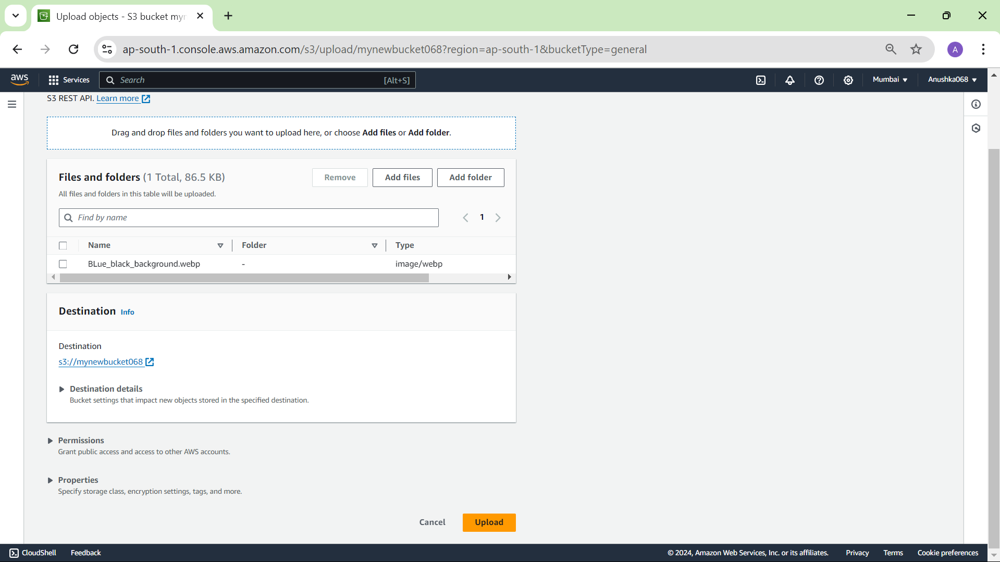 Upload objects - S3 bucket myn
ap-south-1.console.aws.amazon.com/s3/upload/mynewbucket068?region=ap-south-1&bucketType=general
A
aws
Services
Search
[Alt+S]
Mumbai
Anushka068
S3 REST API. Learn more
Drag and drop files and folders you want to upload here, or choose Add files or Add folder.
Files and folders (1 Total, 86.5 KB)
Remove
Add files
Add folder
All files and folders in this table will be uploaded.
Find by name
1
Name
Folder
Type
BLue_black_background.webp
-
image/webp
Destination Info
Destination
s3://mynewbucket068
Destination details
Bucket settings that impact new objects stored in the specified destination.
Permissions
Grant public access and access to other AWS accounts.
Properties
Specify storage class, encryption settings, tags, and more.
Cancel
Upload
CloudShell
Feedback
© 2024, Amazon Web Services, Inc. or its affiliates.
Privacy
Terms
Cookie preferences